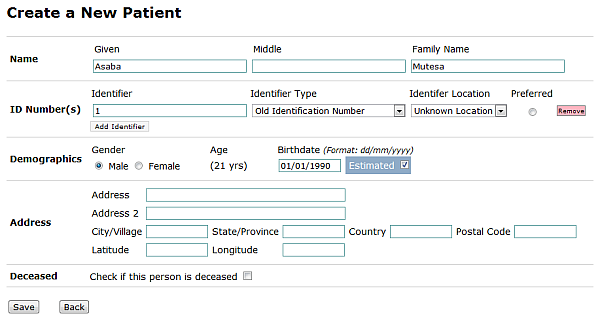 Create a New Patient
Given Middle Family Name
Name Asaba Mutesa
Identifier Identifier Type Identifer Location Preferred
ID Number(s) 1 Old Identification Number Unknown Location Remove
Add Identifier
Gender Age Birthdate (Format: dd/mm/yyyy)
Demographics Male Female (21 yrs) 01/01/1990 Estimated
Address
Address 2
Address
City/Village State/Province Country Postal Code
Latitude Longitude
Deceased Check if this person is deceased
Save Back